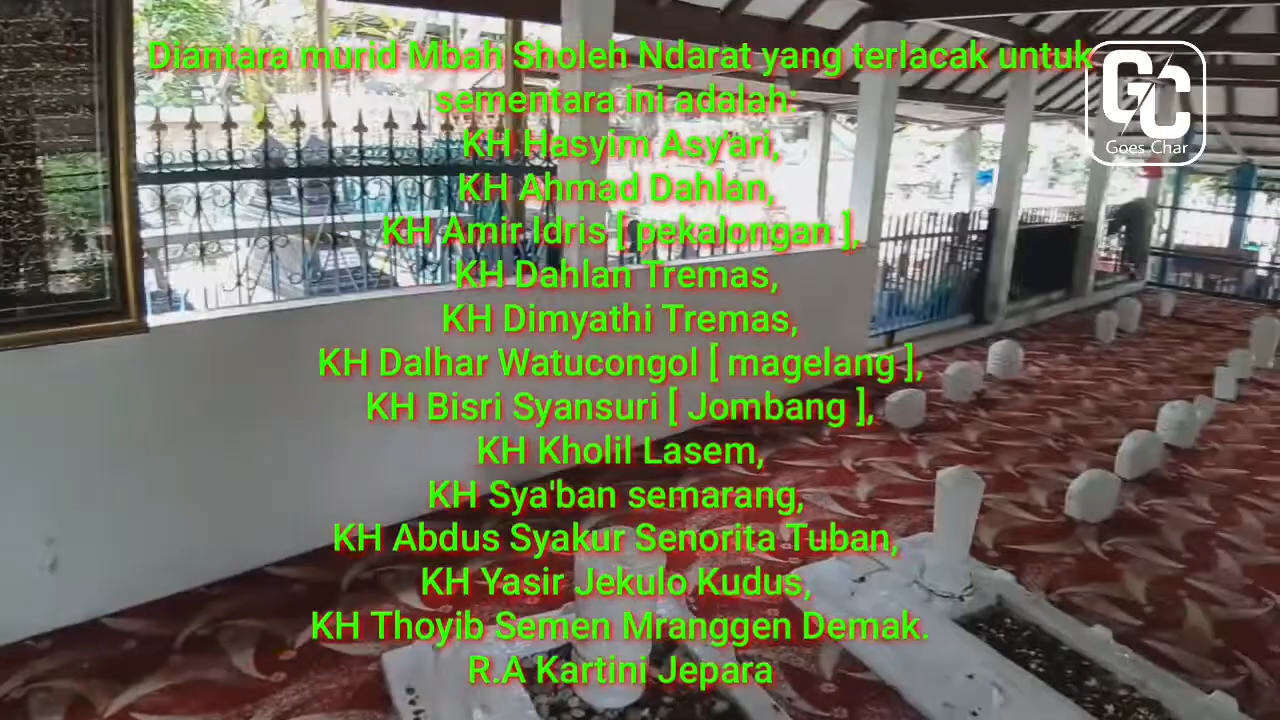 Diantara murid Mbah Sholeh Ndarat yang terlacak untuk
sementara ini adalah:
KH Hasyim Asy'ari,
KH Ahmad Dahlan,
KH Amir Idris [ pekalongan ],
KH Dahlan Tremas,
KH Dimyathi Tremas,
KH Dalhar Watucongol [ magelang ],
KH Bisri Syansuri [ Jombang ],
KH Kholil Lasem,
KH Sya'ban semarang,
KH Abdus Syakur Senorita Tuban,
KH Yasir Jekulo Kudus,
KH Thoyib Semen Mranggen Demak.
R.A Kartini Jepara
GC
Goes Char